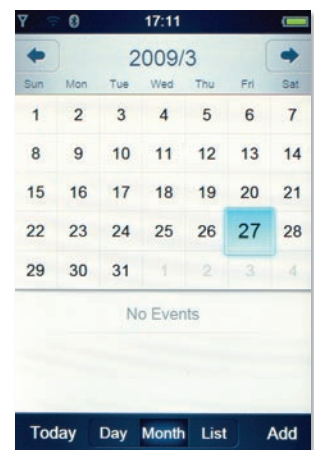 17:11
2009/3
Sun Mon Tue Wed Thu Fri Sat
1 2 3 4 5 6 7
8 9 10 11 12 13 14
15 16 17 18 19 20 21
22 23 24 25 26 27 28
29 30 31 1 2 3 4
No Events
Today Day Month List Add